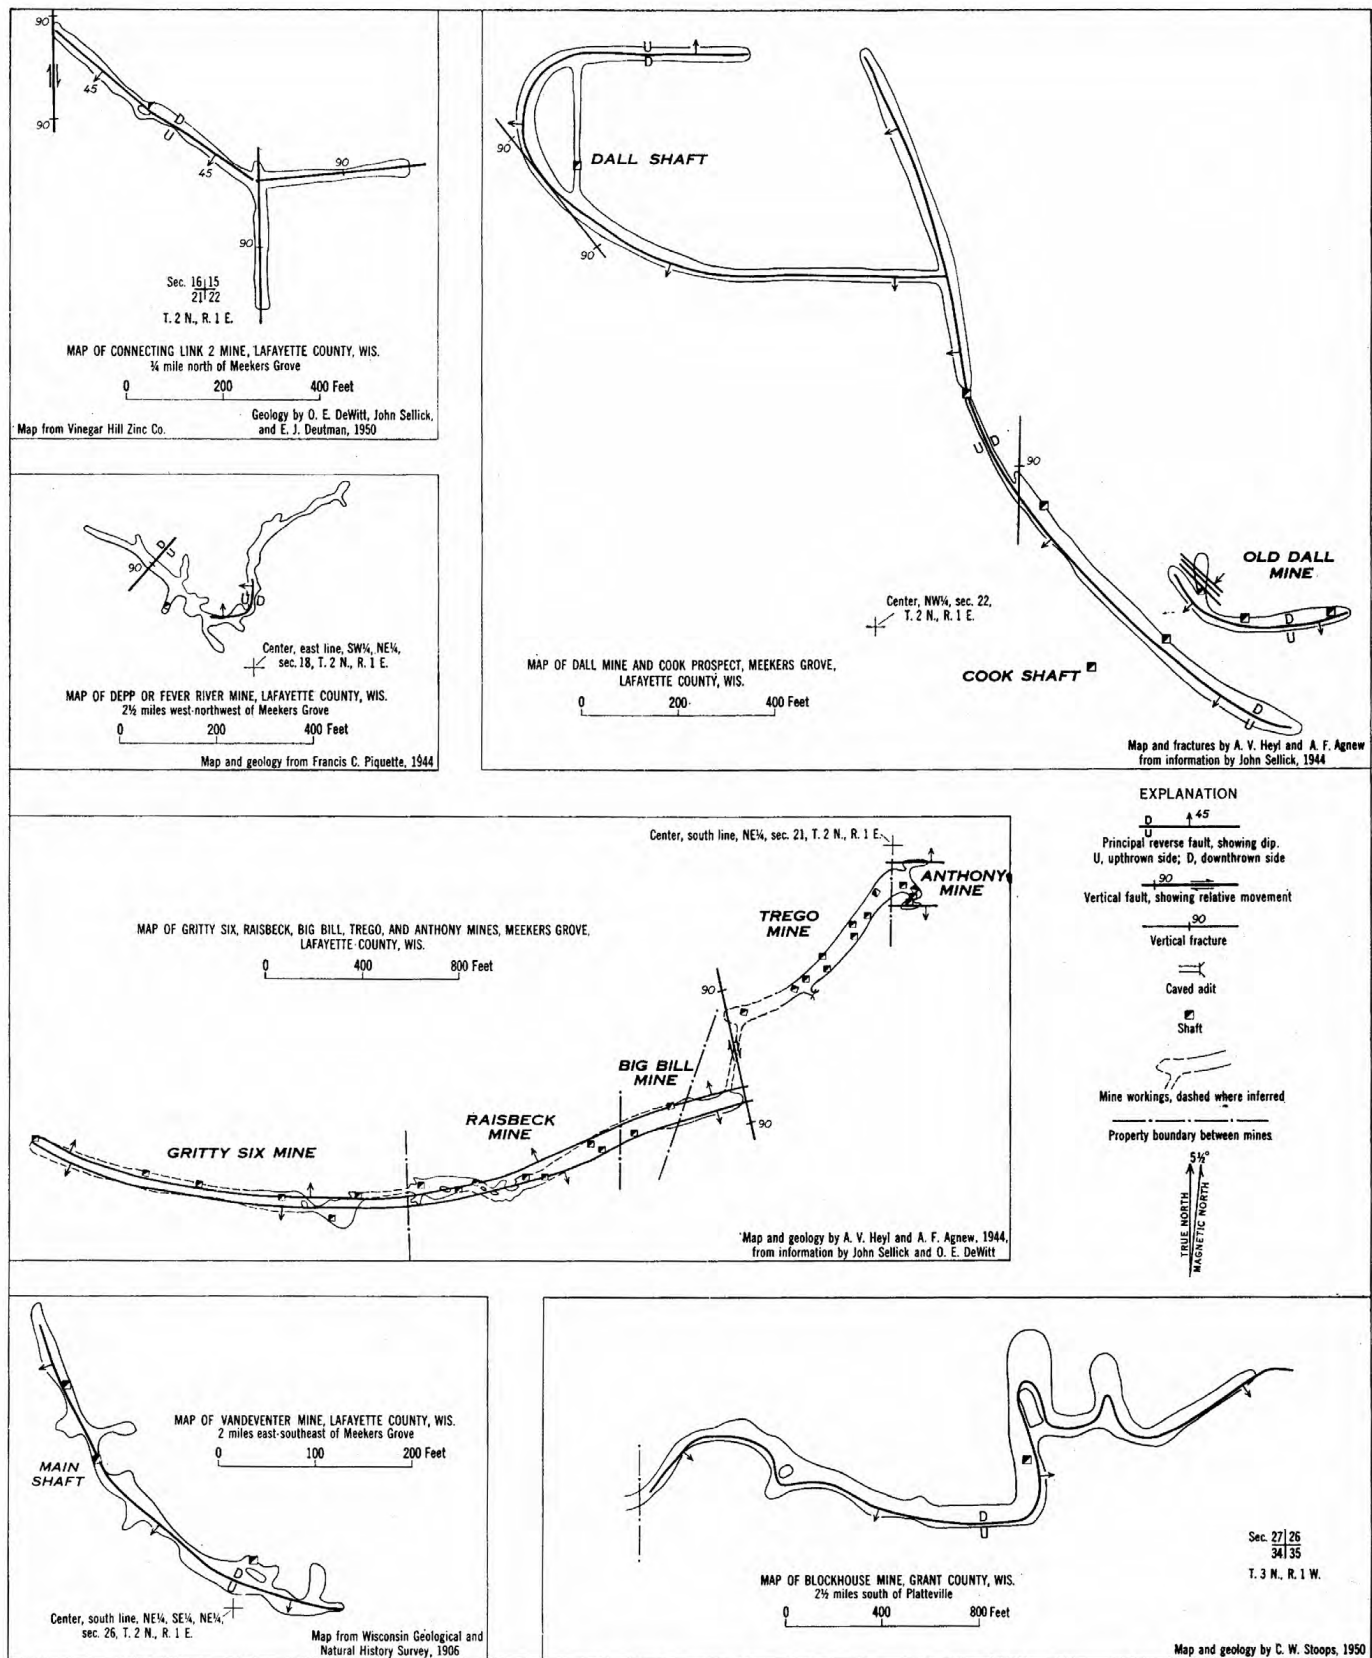 90
45
D
U
90
45
90
90
Sec. 16 15
21 22
T. 2 N., R. 1 E.
MAP OF CONNECTING LINK 2 MINE, LAFAYETTE COUNTY, WIS.
¾ mile north of Meekers Grove
0 200 400 Feet
Geology by O. E. DeWitt, John Sellick,
Map from Vinegar Hill Zinc Co. and E. J. Deutman, 1950
D
U
90
U D
Center, east line, SW¼, NE¼,
sec. 18, T. 2 N., R. 1 E.
MAP OF DEPP OR FEVER RIVER MINE, LAFAYETTE COUNTY, WIS.
2½ miles west-northwest of Meekers Grove
0 200 400 Feet
Map and geology from Francis C. Piquette, 1944
U
D
90
DALL SHAFT
90
U D
90
OLD DALL
MINE
D
U
Center, NW¼, sec. 22,
T. 2 N., R. 1 E.
MAP OF DALL MINE AND COOK PROSPECT, MEEKERS GROVE,
LAFAYETTE COUNTY, WIS.
COOK SHAFT
0 200 400 Feet
D
U
Map and fractures by A. V. Heyl and A. F. Agnew
from information by John Sellick, 1944
EXPLANATION
D 45
U
Principal reverse fault, showing dip.
U, upthrown side; D, downthrown side
90
Vertical fault, showing relative movement
90
Vertical fracture
Caved adit
Shaft
Mine workings, dashed where inferred
Property boundary between mines
5½°
TRUE NORTH
MAGNETIC NORTH
Center, south line, NE¼, sec. 21, T. 2 N., R. 1 E.
ANTHONY
MINE
TREGO
MINE
MAP OF GRITTY SIX, RAISBECK, BIG BILL, TREGO, AND ANTHONY MINES, MEEKERS GROVE,
LAFAYETTE COUNTY, WIS.
0 400 800 Feet
90
BIG BILL
MINE
RAISBECK
MINE
90
GRITTY SIX MINE
Map and geology by A. V. Heyl and A. F. Agnew, 1944,
from information by John Sellick and O. E. DeWitt
MAP OF VANDEVENTER MINE, LAFAYETTE COUNTY, WIS.
2 miles east-southeast of Meekers Grove
0 100 200 Feet
MAIN
SHAFT
D
U
Center, south line, NE¼, SE¼, NE¼,
sec. 26, T. 2 N., R. 1 E.
Map from Wisconsin Geological and
Natural History Survey, 1906
D
U
Sec. 27 26
34 35
T. 3 N., R. 1 W.
MAP OF BLOCKHOUSE MINE, GRANT COUNTY, WIS.
2½ miles south of Platteville
0 400 800 Feet
Map and geology by C. W. Stoops, 1950